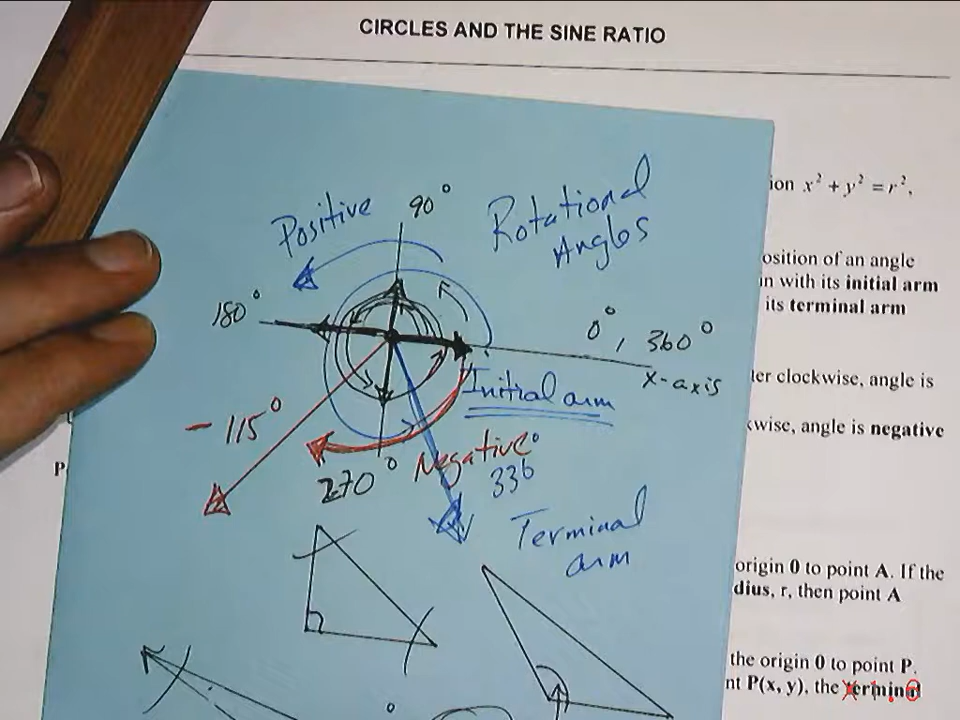 CIRCLES AND THE SINE RATIO
ion x² + y² = r²,
Positive
90°
Rotational
Angles
osition of an angle
n with its initial arm
its terminal arm
180°
0°, 360°
x-axis
ter clockwise, angle is
Initial arm
kwise, angle is negative
- 115°
Negative
270°
336°
P
Terminal
arm
origin 0 to point A. If the
dius, r, then point A
the origin 0 to point P.
nt P(x, y), the terminal
x1.0